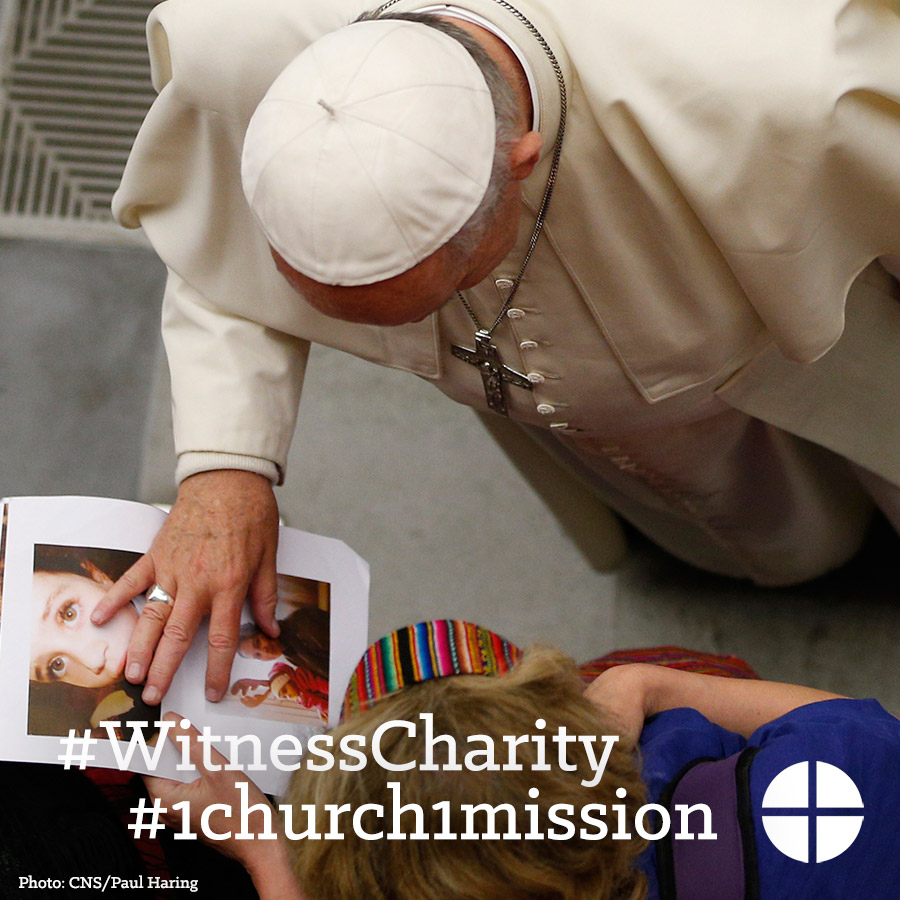 #WitnessCharity
#1church1mission
Photo: CNS/Paul Haring